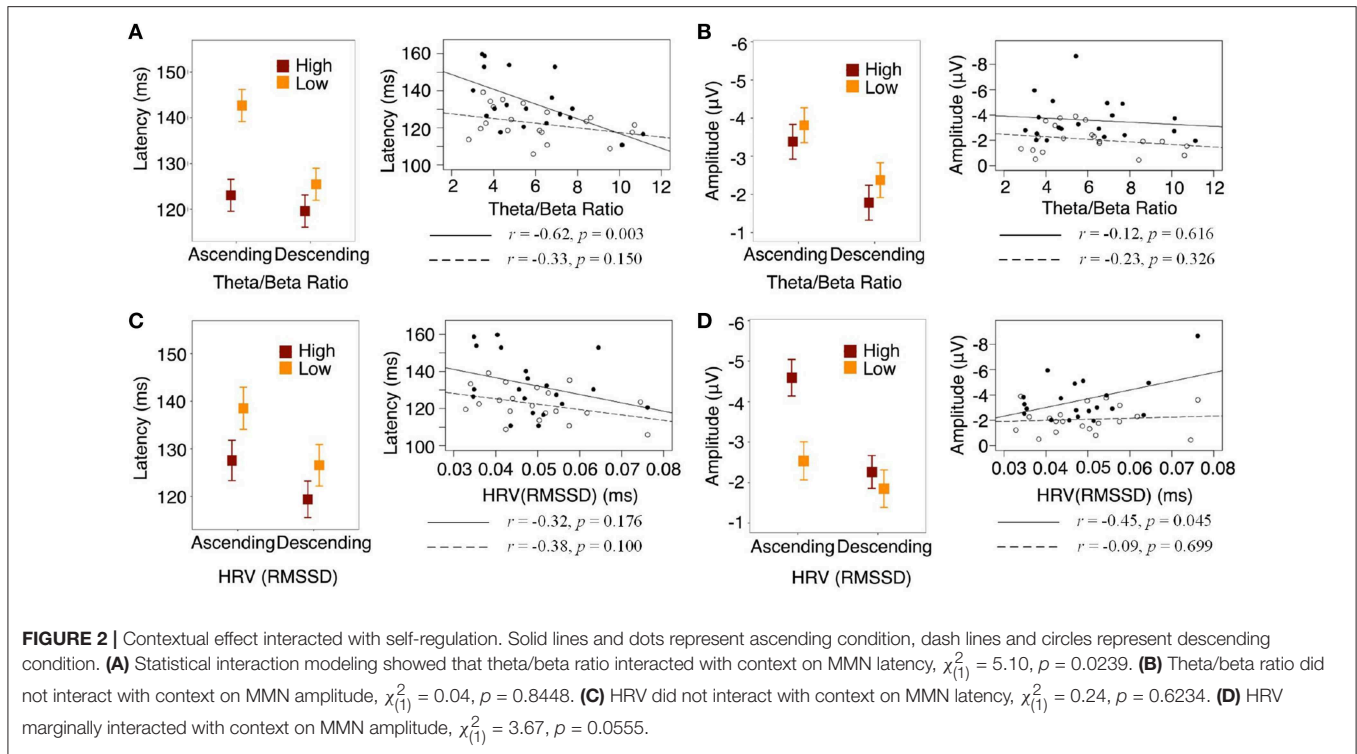 A
Latency (ms)
150
140
130
120
High
Low
Ascending Descending
Theta/Beta Ratio
Latency (ms)
160
140
120
100
2 4 6 8 10 12
Theta/Beta Ratio
r = -0.62, p = 0.003
r = -0.33, p = 0.150
B
Amplitude (µV)
-6
-5
-4
-3
-2
-1
High
Low
Ascending Descending
Theta/Beta Ratio
Amplitude (µV)
-8
-6
-4
-2
0
2 4 6 8 10 12
Theta/Beta Ratio
r = -0.12, p = 0.616
r = -0.23, p = 0.326
C
Latency (ms)
150
140
130
120
High
Low
Ascending Descending
HRV (RMSSD)
Latency (ms)
160
140
120
100
0.03 0.04 0.05 0.06 0.07 0.08
HRV(RMSSD) (ms)
r = -0.32, p = 0.176
r = -0.38, p = 0.100
D
Amplitude (µV)
-6
-5
-4
-3
-2
-1
High
Low
Ascending Descending
HRV (RMSSD)
Amplitude (µV)
-8
-6
-4
-2
0
0.03 0.04 0.05 0.06 0.07 0.08
HRV(RMSSD) (ms)
r = -0.45, p = 0.045
r = -0.09, p = 0.699
FIGURE 2 | Contextual effect interacted with self-regulation. Solid lines and dots represent ascending condition, dash lines and circles represent descending
condition. (A) Statistical interaction modeling showed that theta/beta ratio interacted with context on MMN latency, χ²(1) = 5.10, p = 0.0239. (B) Theta/beta ratio did
not interact with context on MMN amplitude, χ²(1) = 0.04, p = 0.8448. (C) HRV did not interact with context on MMN latency, χ²(1) = 0.24, p = 0.6234. (D) HRV
marginally interacted with context on MMN amplitude, χ²(1) = 3.67, p = 0.0555.